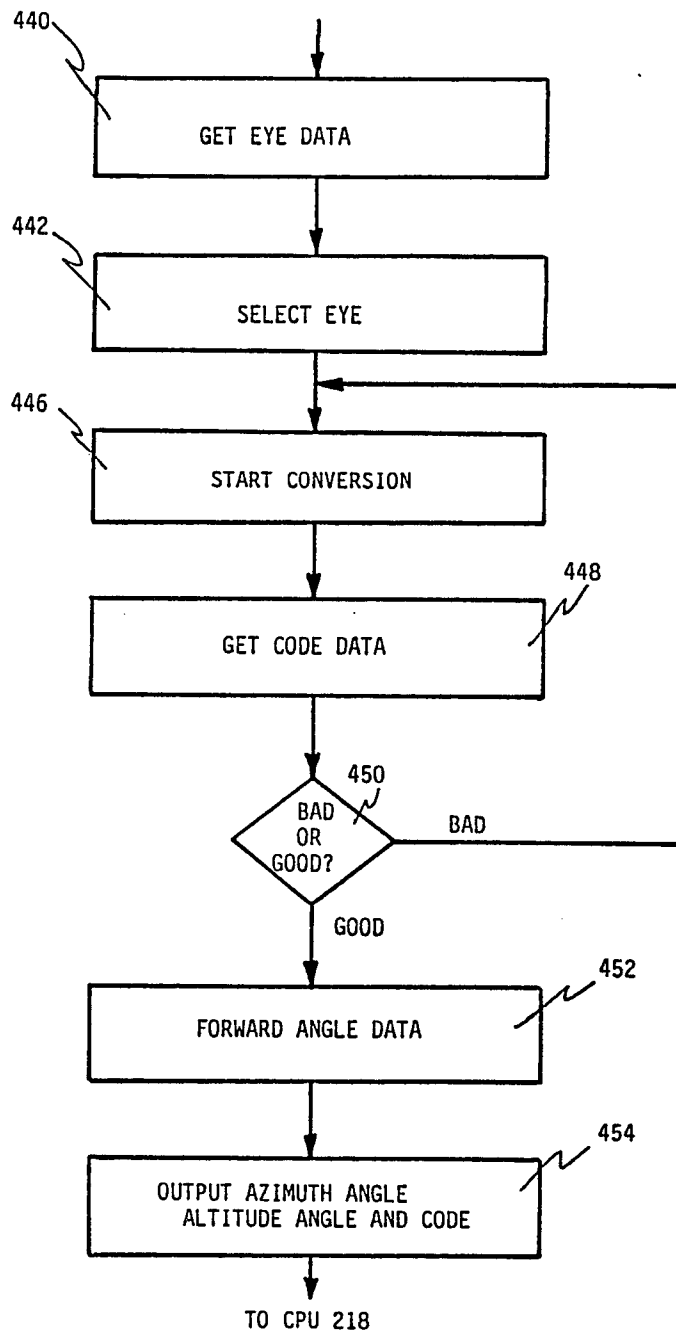 440
GET EYE DATA
442
SELECT EYE
446
START CONVERSION
448
GET CODE DATA
450
BAD
OR
GOOD?
BAD
GOOD
452
FORWARD ANGLE DATA
454
OUTPUT AZIMUTH ANGLE
ALTITUDE ANGLE AND CODE
TO CPU 218